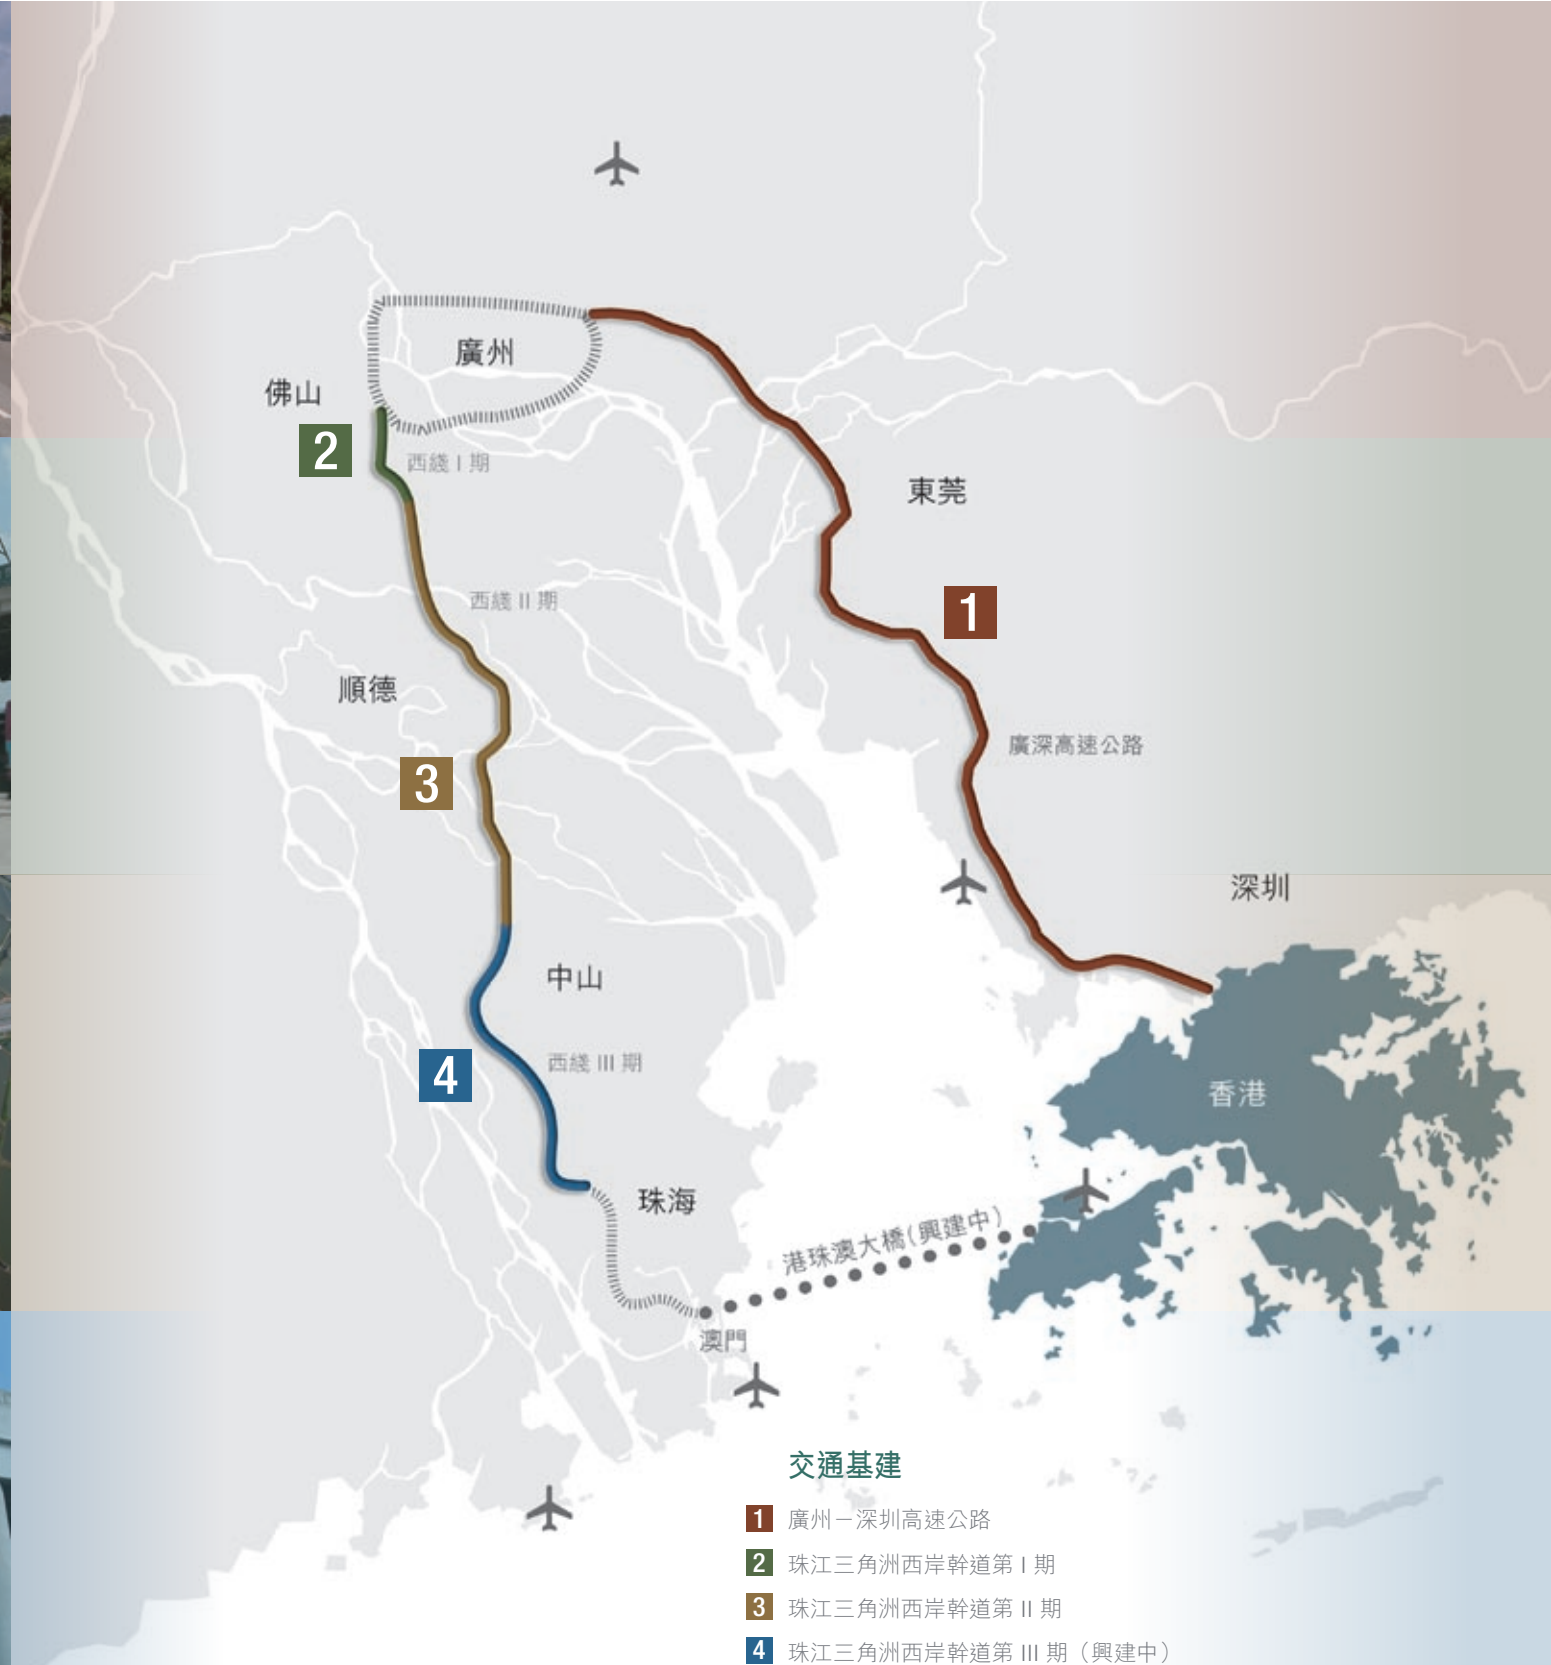 廣州
佛山
2
西綫 I 期
東莞
1
西綫 II 期
順德
廣深高速公路
3
深圳
中山
西綫 III 期
4
香港
珠海
港珠澳大橋(興建中)
澳門
交通基建
1 廣州－深圳高速公路
2 珠江三角洲西岸幹道第 I 期
3 珠江三角洲西岸幹道第 II 期
4 珠江三角洲西岸幹道第 III 期（興建中）